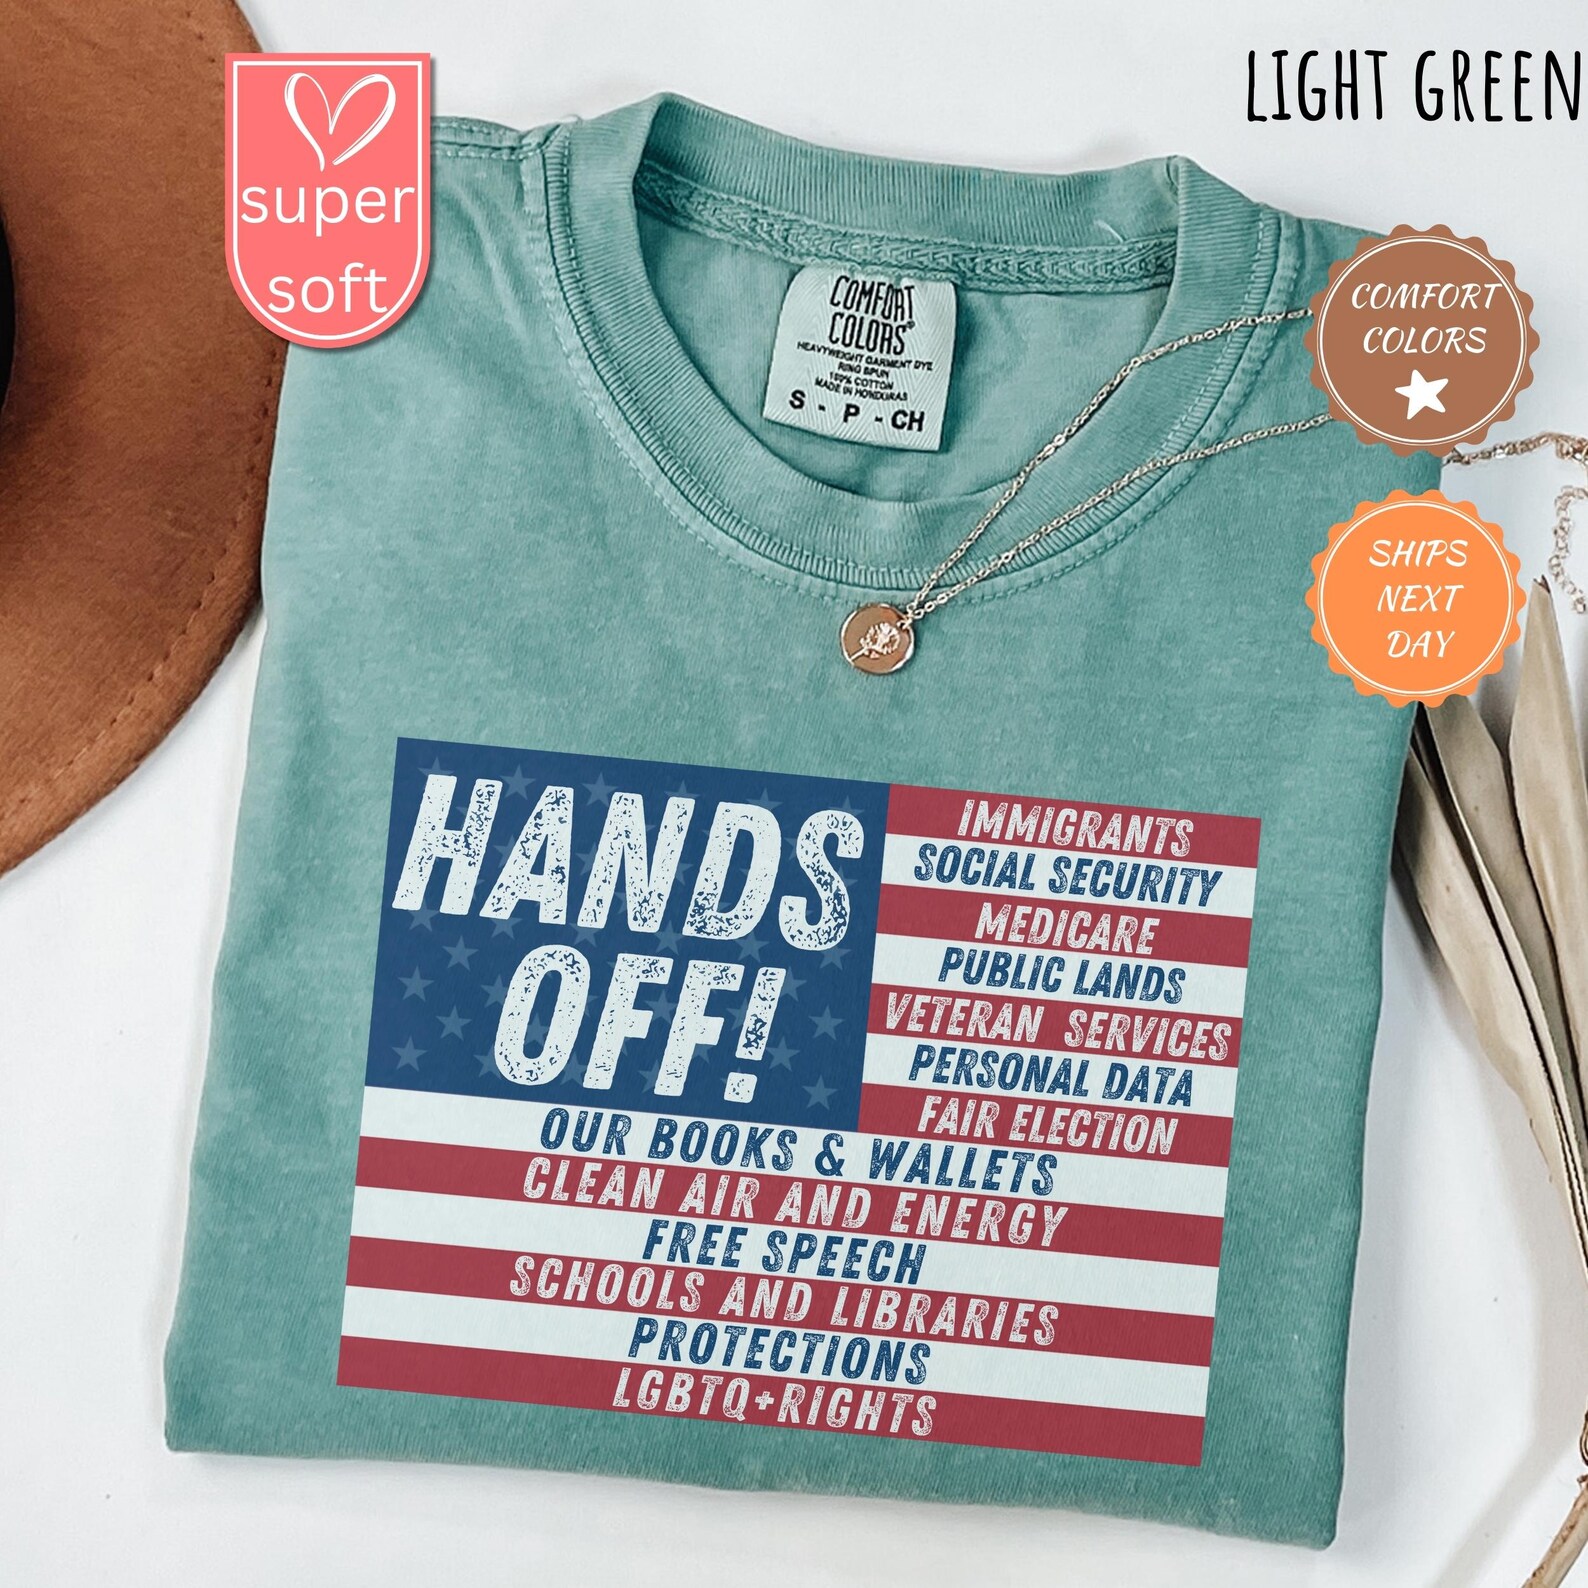 LIGHT GREEN
super
soft
COMFORT
COLORS®
HEAVYWEIGHT GARMENT DYE
RING SPUN
100% COTTON
MADE IN HONDURAS
S - P - CH
COMFORT
COLORS
SHIPS
NEXT
DAY
HANDS
OFF!
IMMIGRANTS
SOCIAL SECURITY
MEDICARE
PUBLIC LANDS
VETERAN SERVICES
PERSONAL DATA
FAIR ELECTION
OUR BOOKS & WALLETS
CLEAN AIR AND ENERGY
FREE SPEECH
SCHOOLS AND LIBRARIES
PROTECTIONS
LGBTQ+RIGHTS